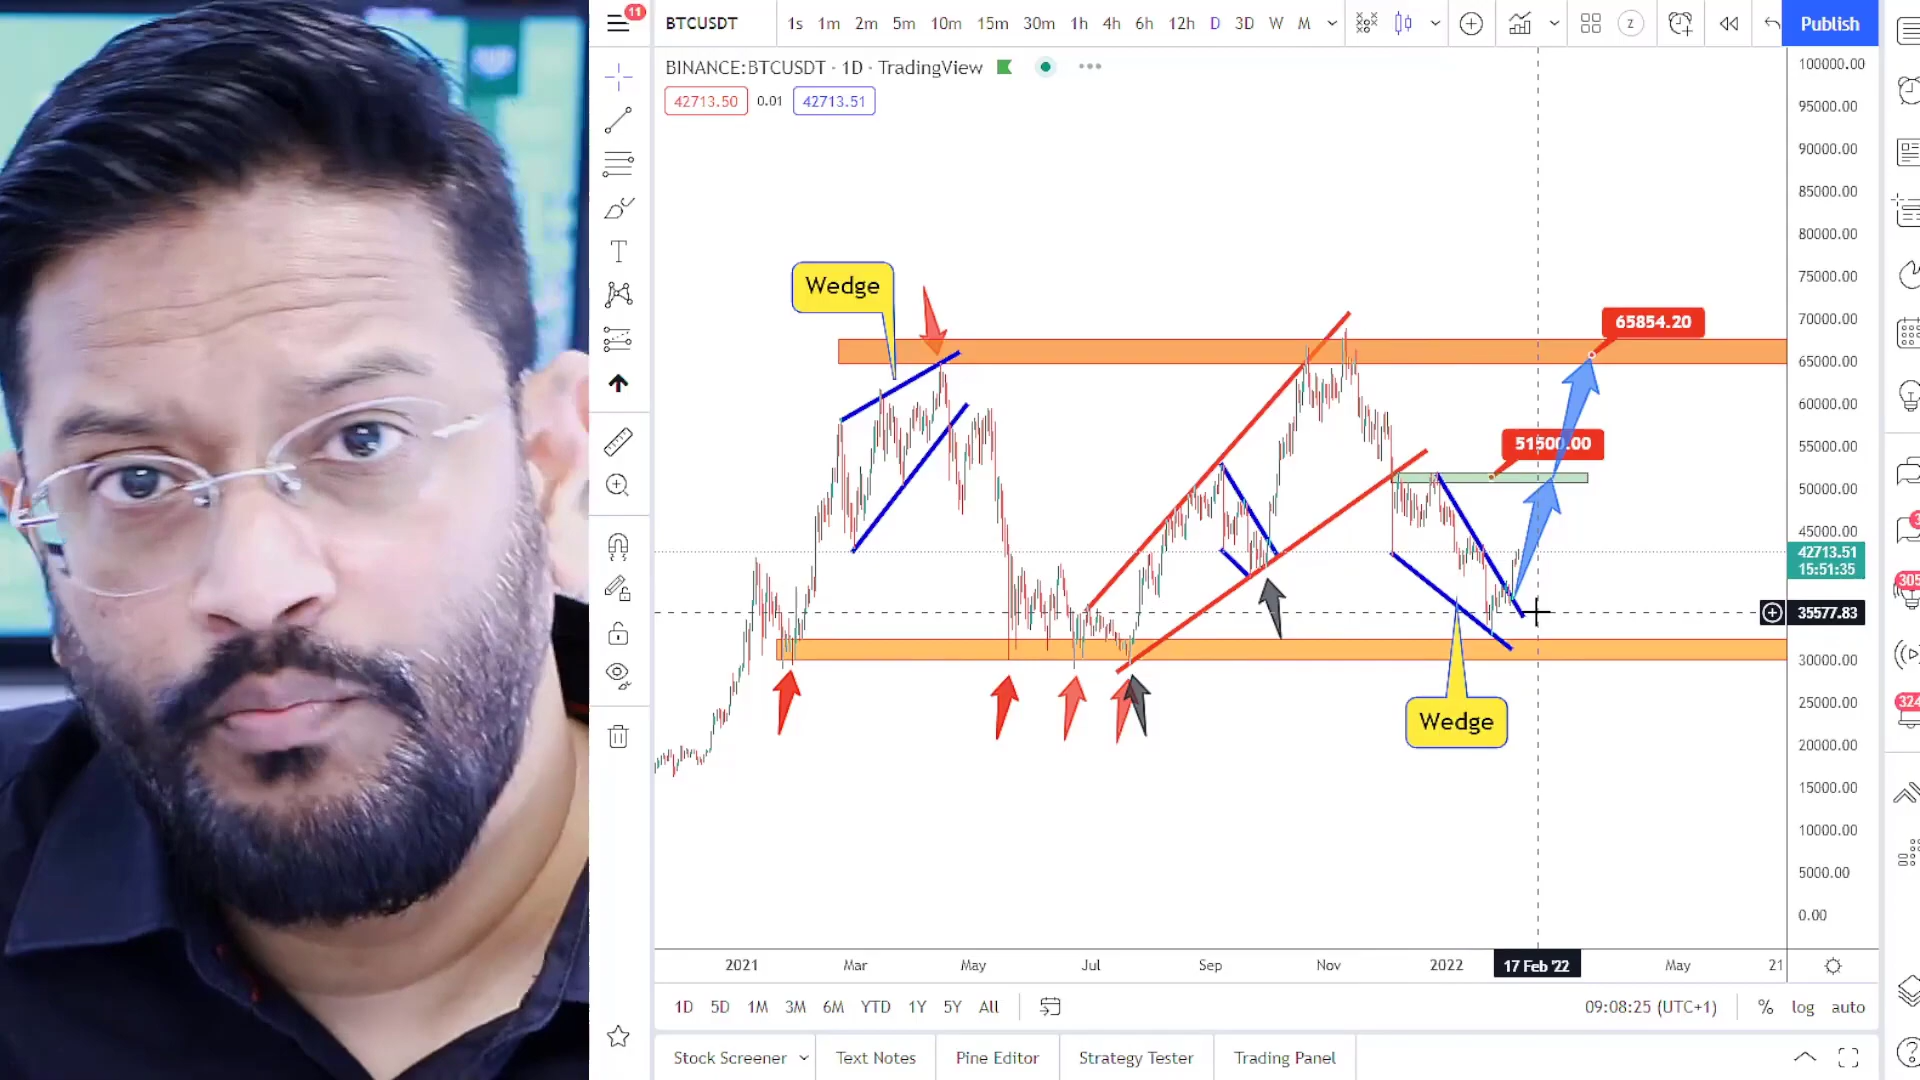 11
BTCUSDT
1s 1m 2m 5m 10m 15m 30m 1h 4h 6h 12h D 3D W M
Z
Publish
BINANCE:BTCUSDT · 1D · TradingView
42713.50 0.01 42713.51
100000.00
95000.00
90000.00
85000.00
80000.00
75000.00
70000.00
65000.00
60000.00
55000.00
50000.00
45000.00
42713.51
15:51:35
35577.83
30000.00
25000.00
20000.00
15000.00
10000.00
5000.00
0.00
Wedge
65854.20
51500.00
Wedge
305
324
2021 Mar May Jul Sep Nov 2022 17 Feb '22 May 21
1D 5D 1M 3M 6M YTD 1Y 5Y All
09:08:25 (UTC+1) % log auto
Stock Screener Text Notes Pine Editor Strategy Tester Trading Panel